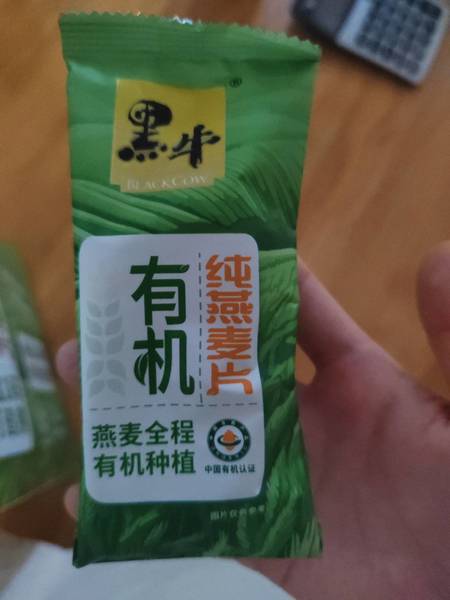 黑牛®
BLACKCOW
有机
纯燕麦片
燕麦全程
有机种植
中国有机认证
图片仅供参考